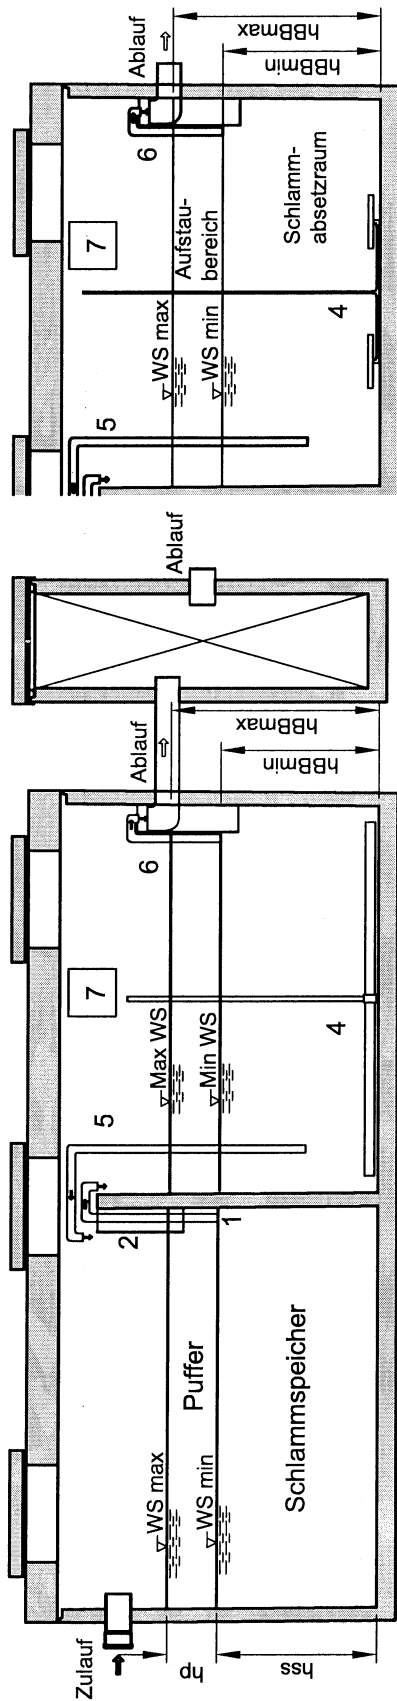 Zulauf
hp
hss
WS max
WS min
Puffer
Schlammspeicher
2
1
5
Max WS
Min WS
7
4
6
Ablauf
hBBmin
hBBmax
Ablauf
5
WS max
WS min
7
4
Aufstau-
bereich
Schlamm-
absetzraum
6
Ablauf
hBBmin
hBBmax